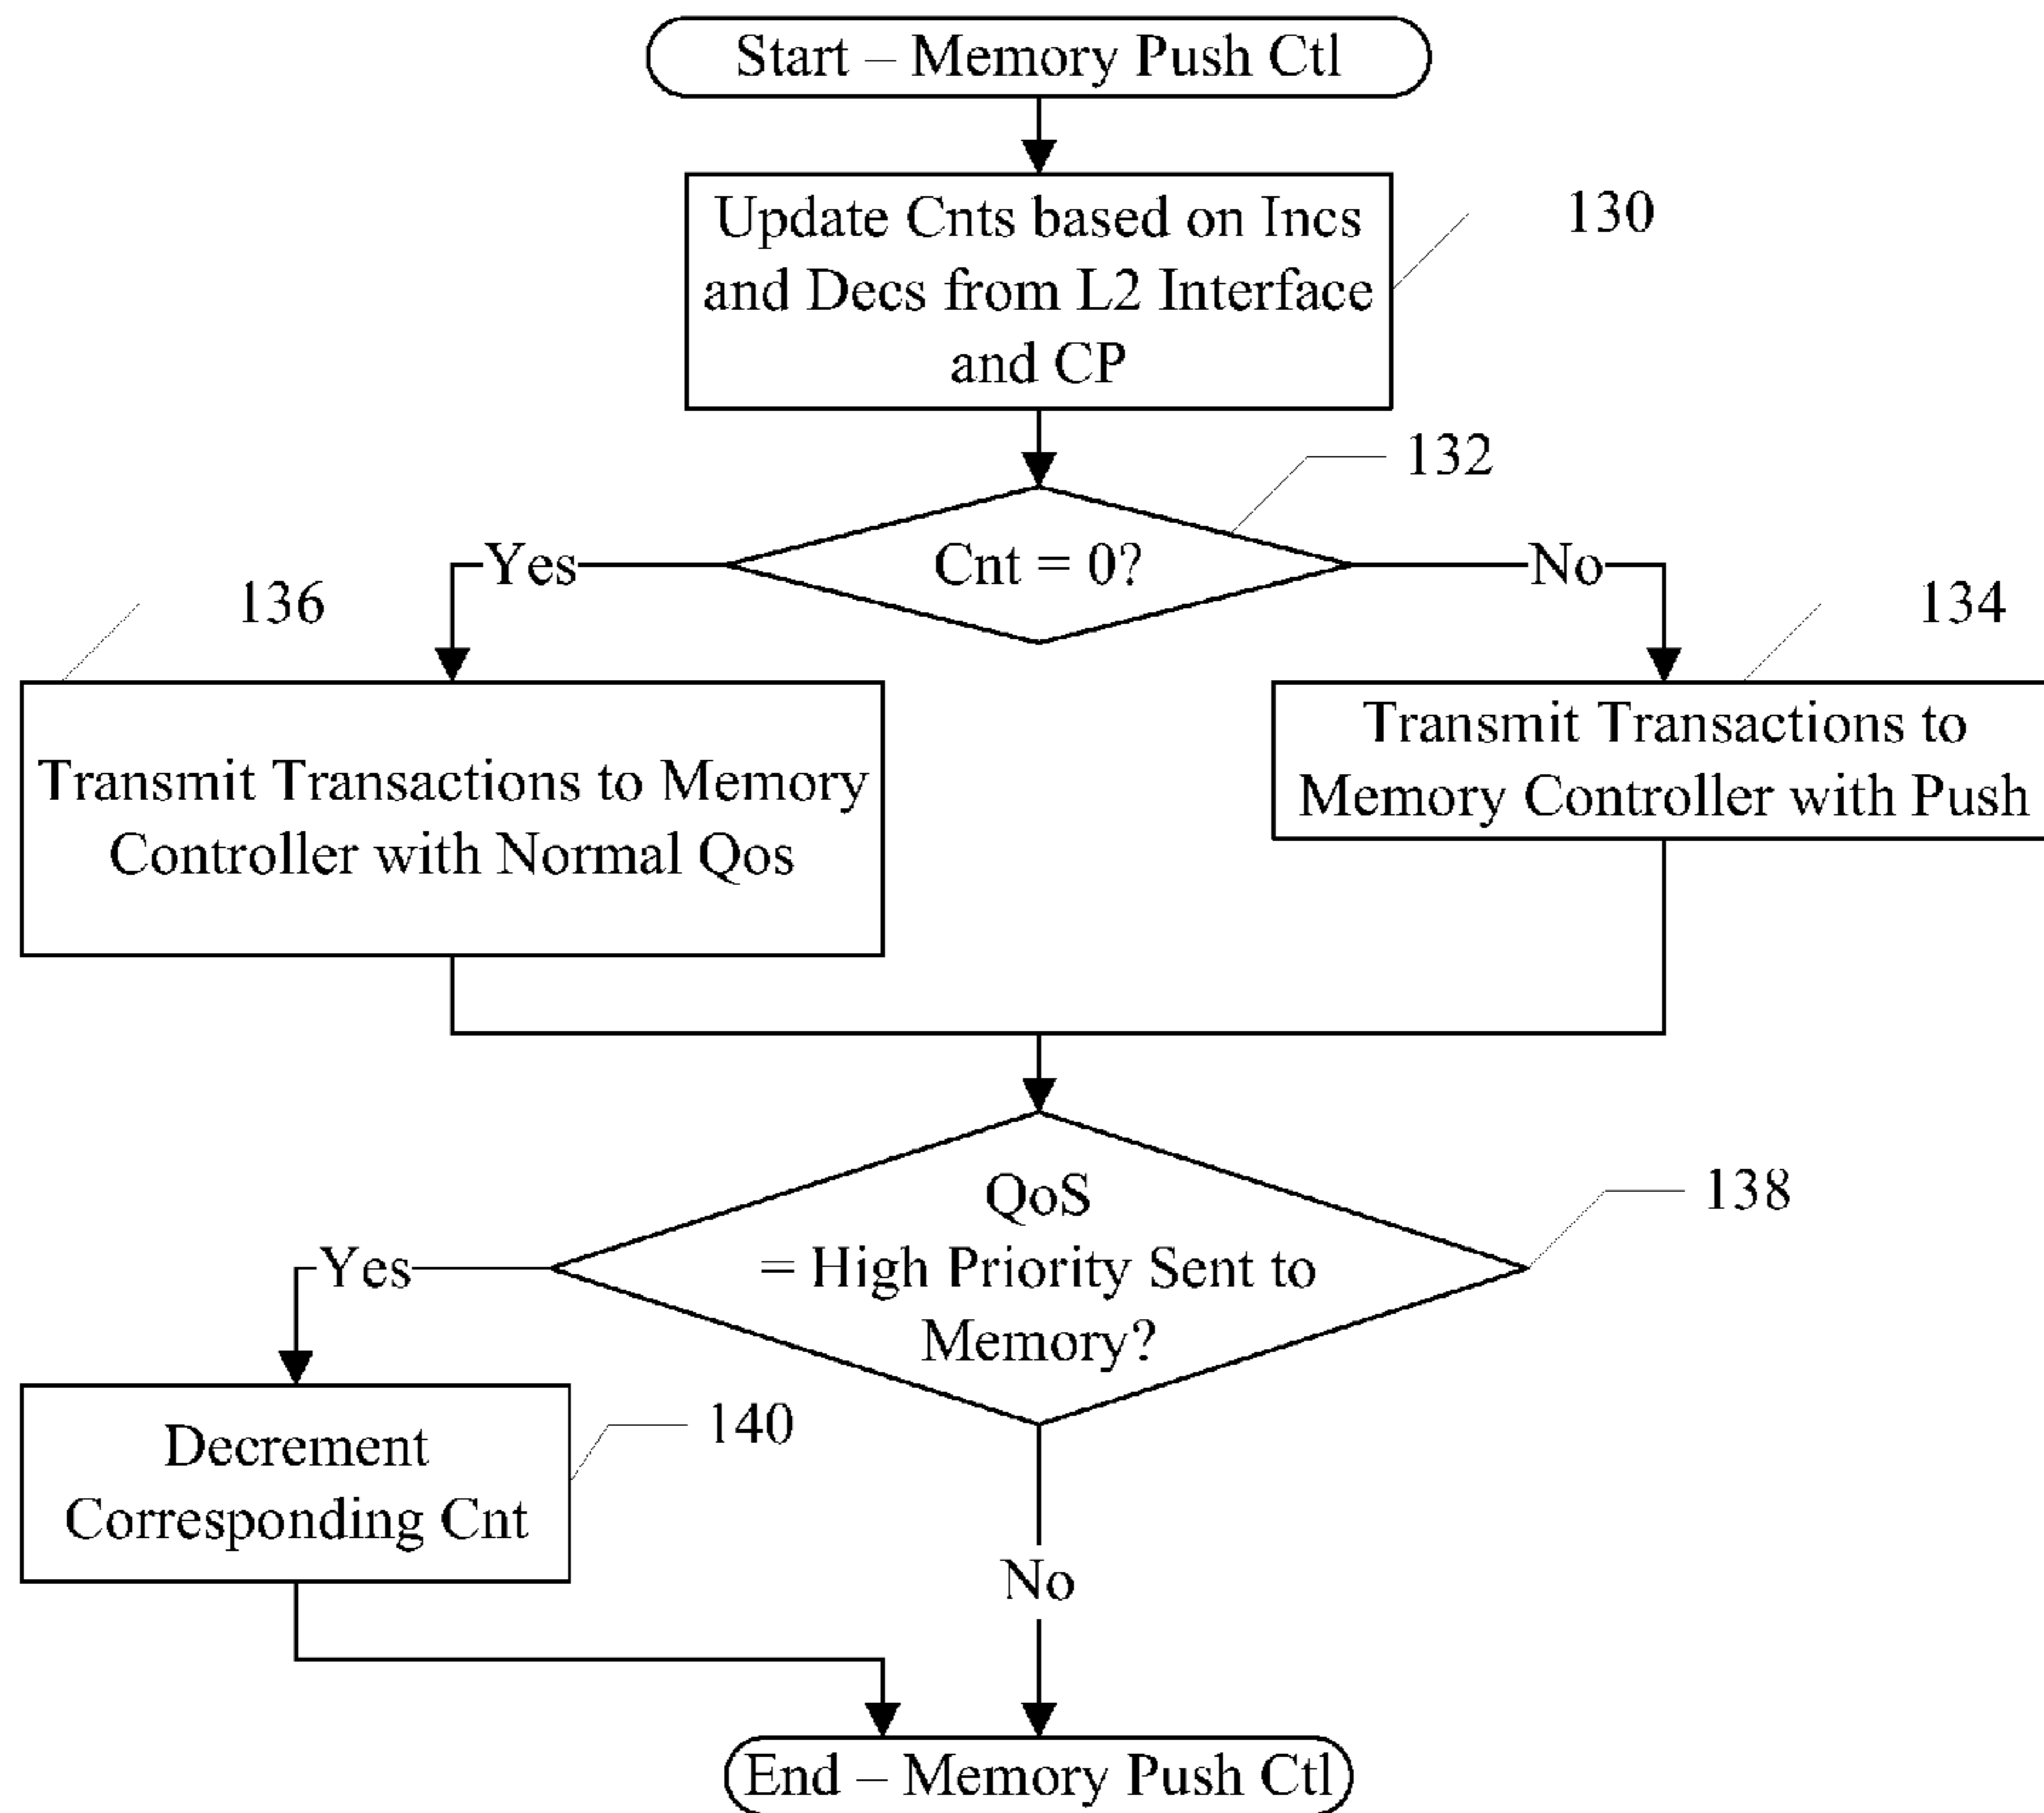 Start – Memory Push Ctl
Update Cnts based on Incs
and Decs from L2 Interface
and CP
130
132
Cnt = 0?
Yes
No
136
134
Transmit Transactions to Memory
Controller with Normal Qos
Transmit Transactions to
Memory Controller with Push
QoS
= High Priority Sent to
Memory?
138
Yes
140
Decrement
Corresponding Cnt
No
End – Memory Push Ctl